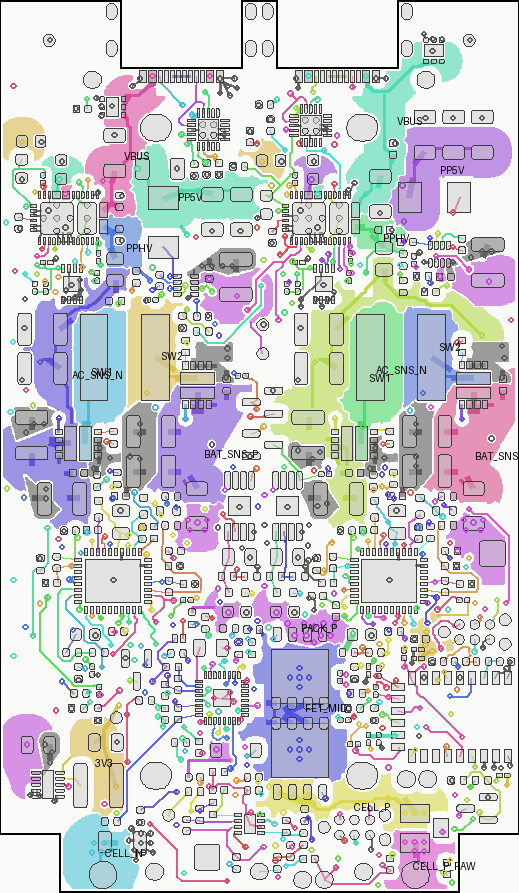 VBUS
VBUS
PP5V
PP5V
PPHV
PPHV
SW2
SW2
SW1
AC_SNS_N
AC_SNS_N
SW1
BAT_SNS_P
BAT_SNS
PACK_P
FET_MID
3V3
CELL_P
CELL_N
CELL_P_RAW